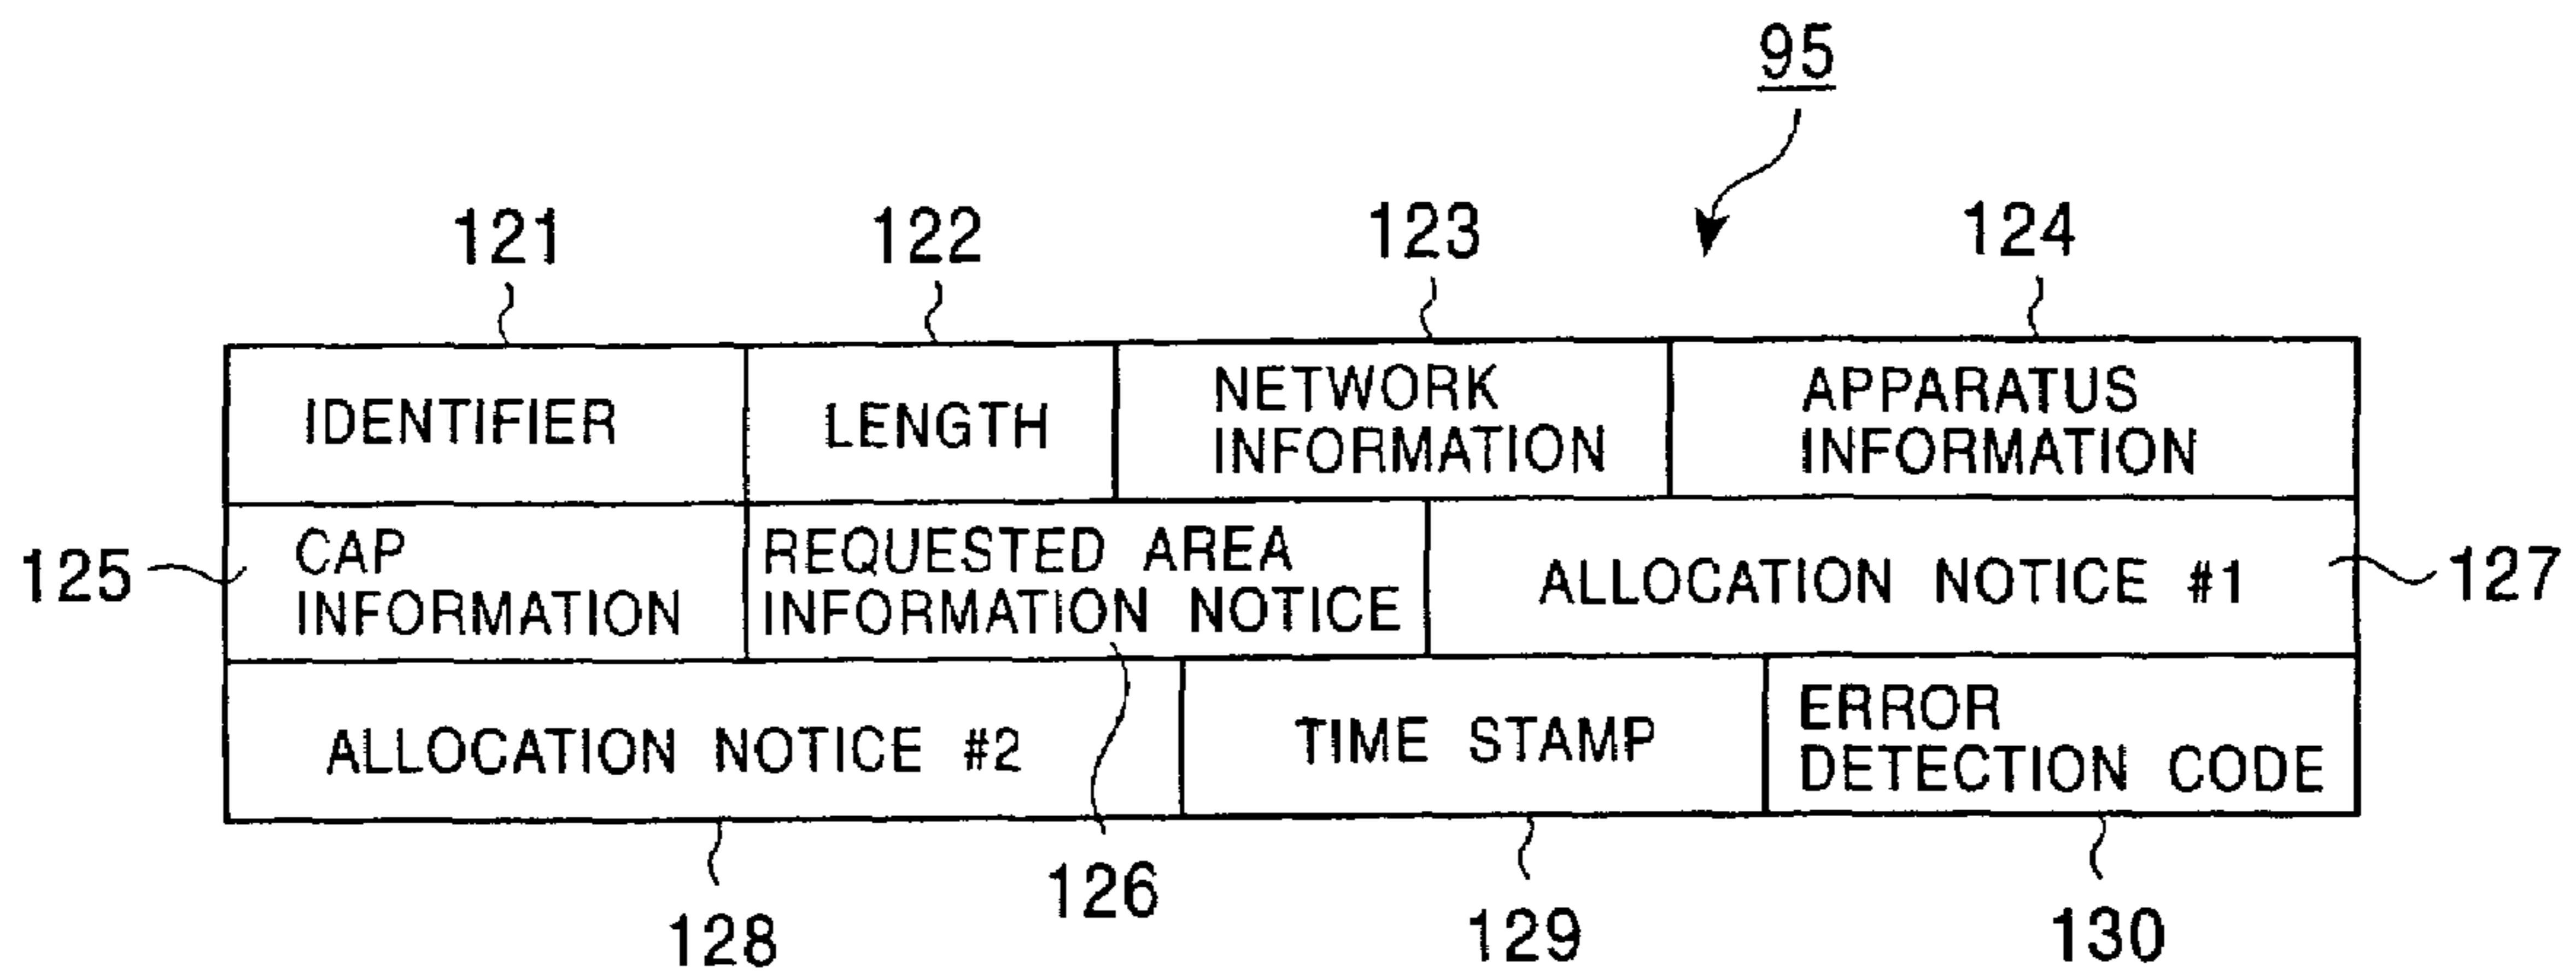 95
121
122
123
124
IDENTIFIER
LENGTH
NETWORK
INFORMATION
APPARATUS
INFORMATION
125
CAP
INFORMATION
REQUESTED AREA
INFORMATION NOTICE
ALLOCATION NOTICE #1
127
ALLOCATION NOTICE #2
TIME STAMP
ERROR
DETECTION CODE
128
126
129
130